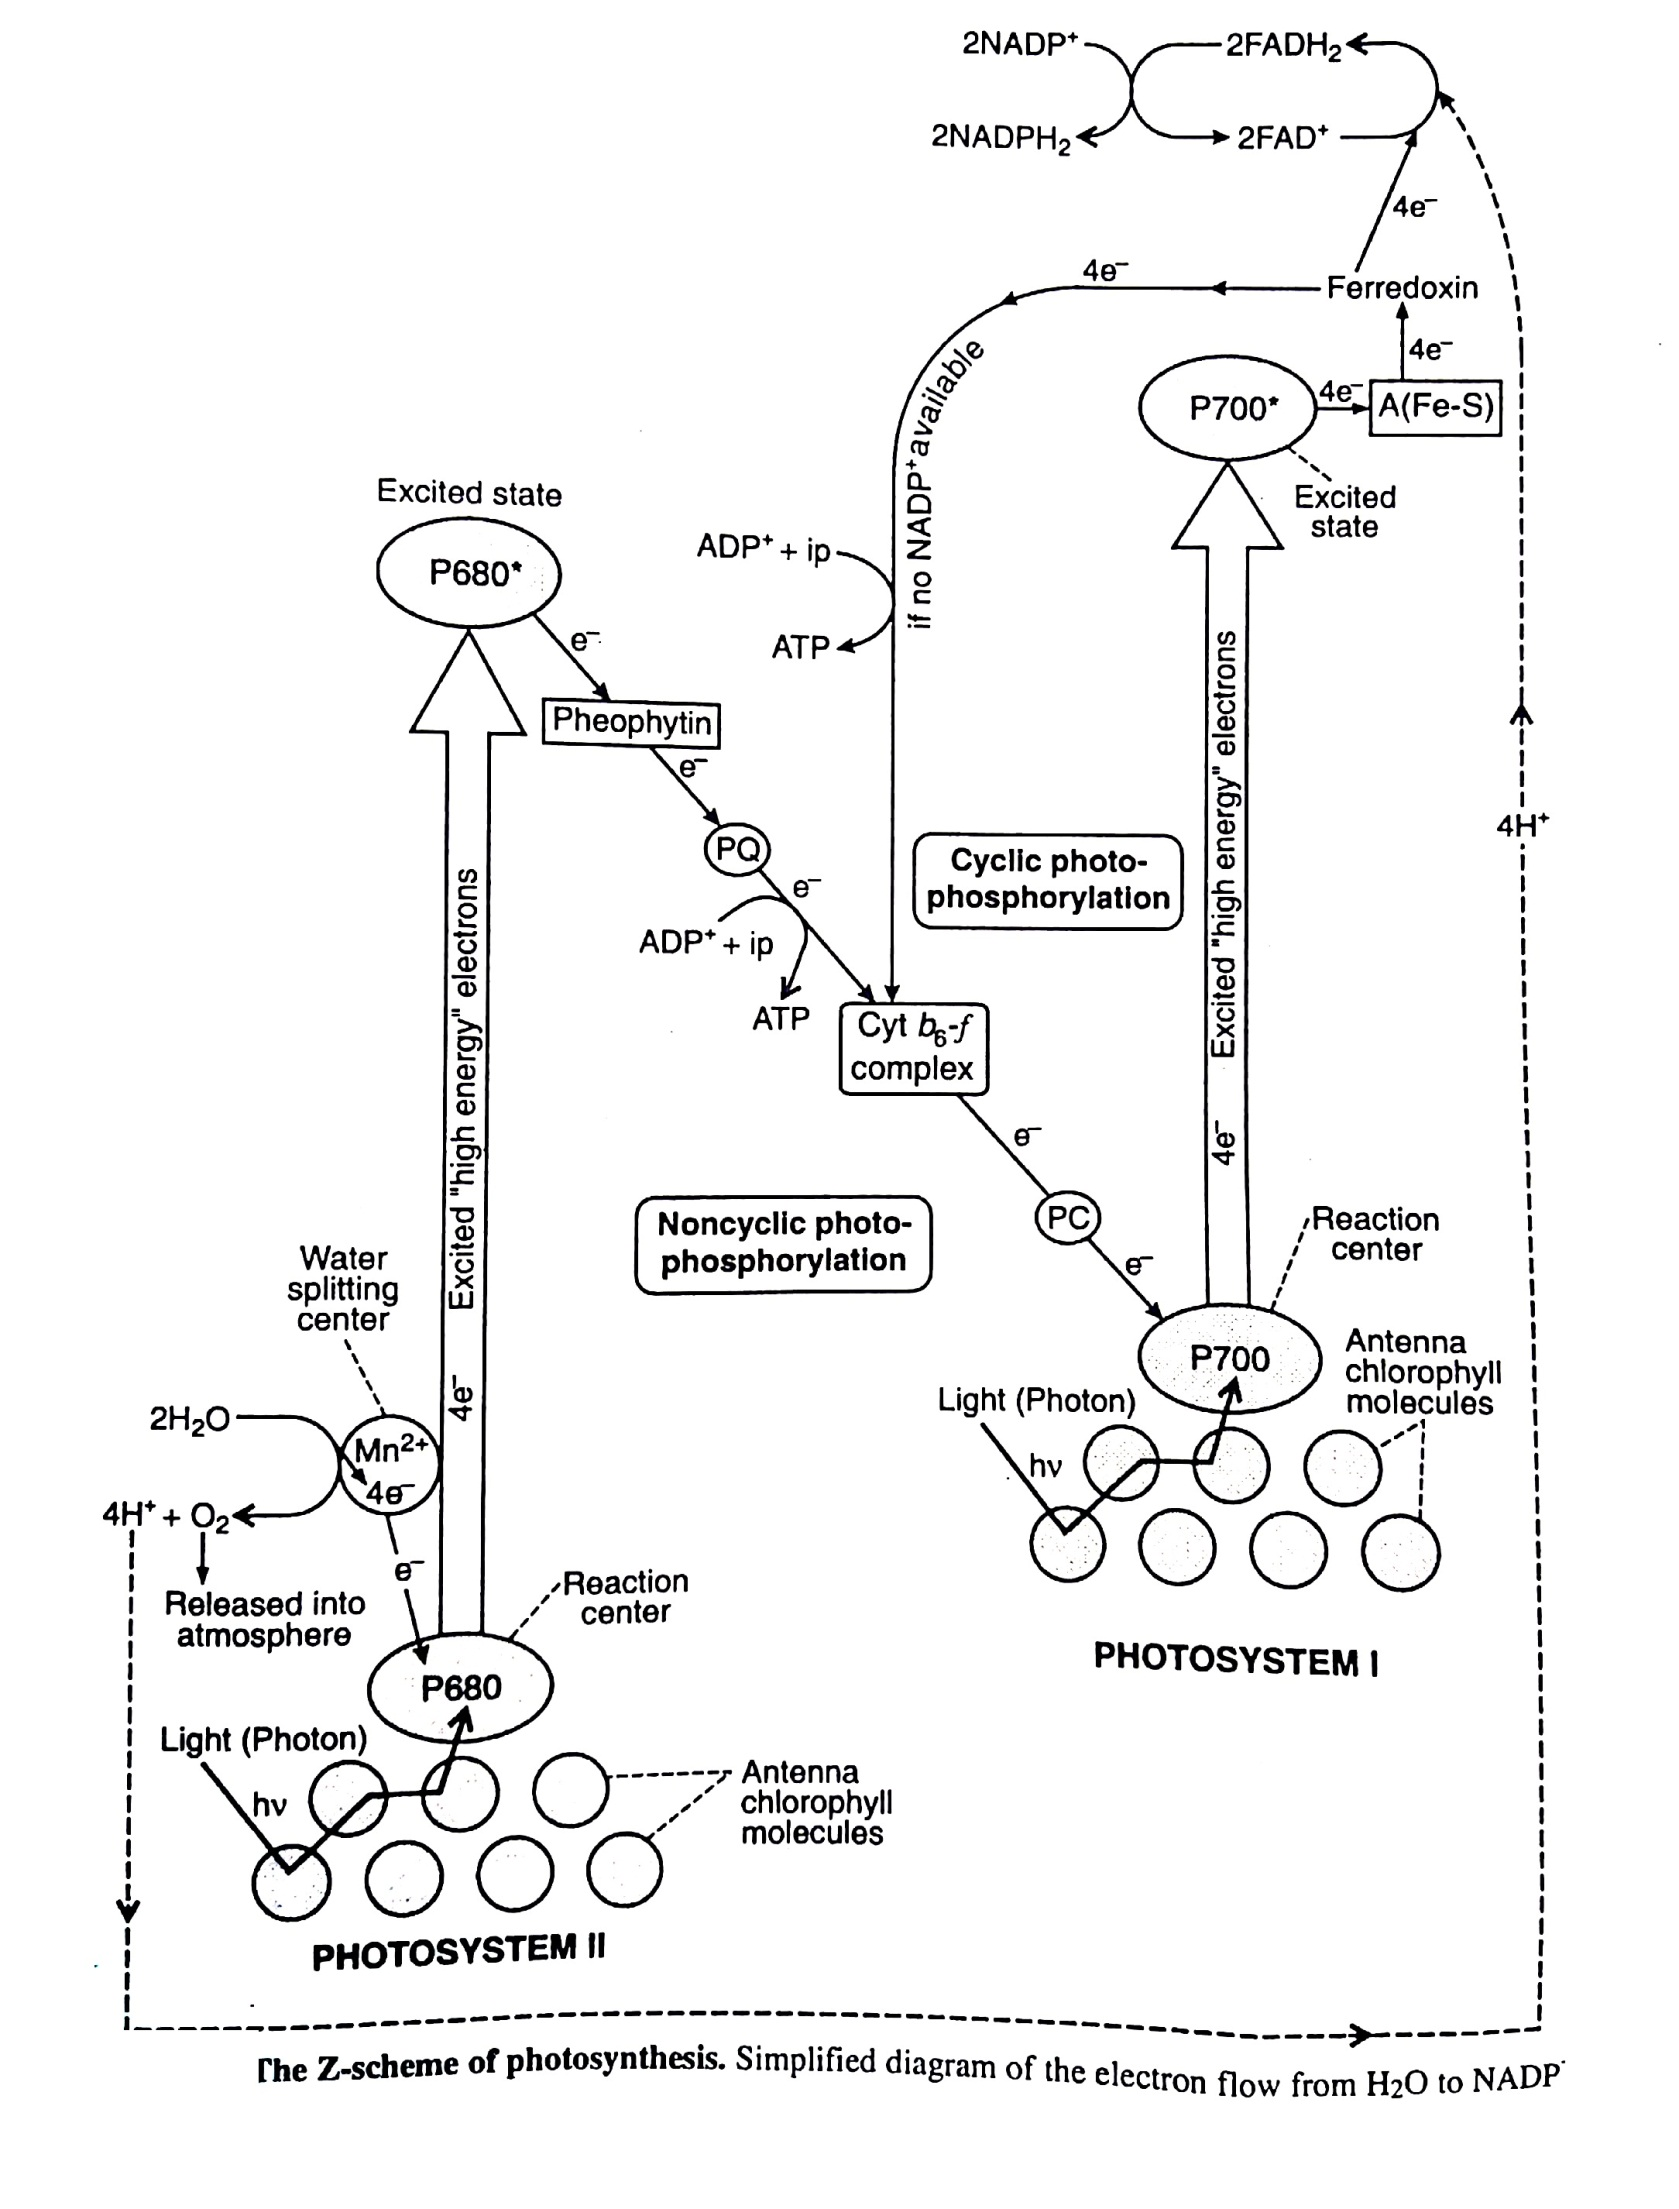 2NADP⁺
2FADH₂
2NADPH₂
2FAD⁺
4e⁻
4e⁻
Ferredoxin
4e⁻
if no NADP⁺ available
P700*
4e⁻
A(Fe-S)
Excited
state
Excited state
P680*
ADP⁺ + ip
ATP
e⁻
Pheophytin
e⁻
PQ
e⁻
ADP⁺ + ip
ATP
Cyclic photo-
phosphorylation
4e⁻ Excited "high energy" electrons
4H⁺
Cyt b₆-f
complex
e⁻
PC
e⁻
Noncyclic photo-
phosphorylation
4e⁻ Excited "high energy" electrons
Water
splitting
center
2H₂O
Mn²⁺
4e⁻
4H⁺ + O₂
e⁻
Released into
atmosphere
Reaction
center
P680
Light (Photon)
hν
Antenna
chlorophyll
molecules
PHOTOSYSTEM II
Reaction
center
P700
Antenna
chlorophyll
molecules
Light (Photon)
hν
PHOTOSYSTEM I
The Z-scheme of photosynthesis. Simplified diagram of the electron flow from H₂O to NADP